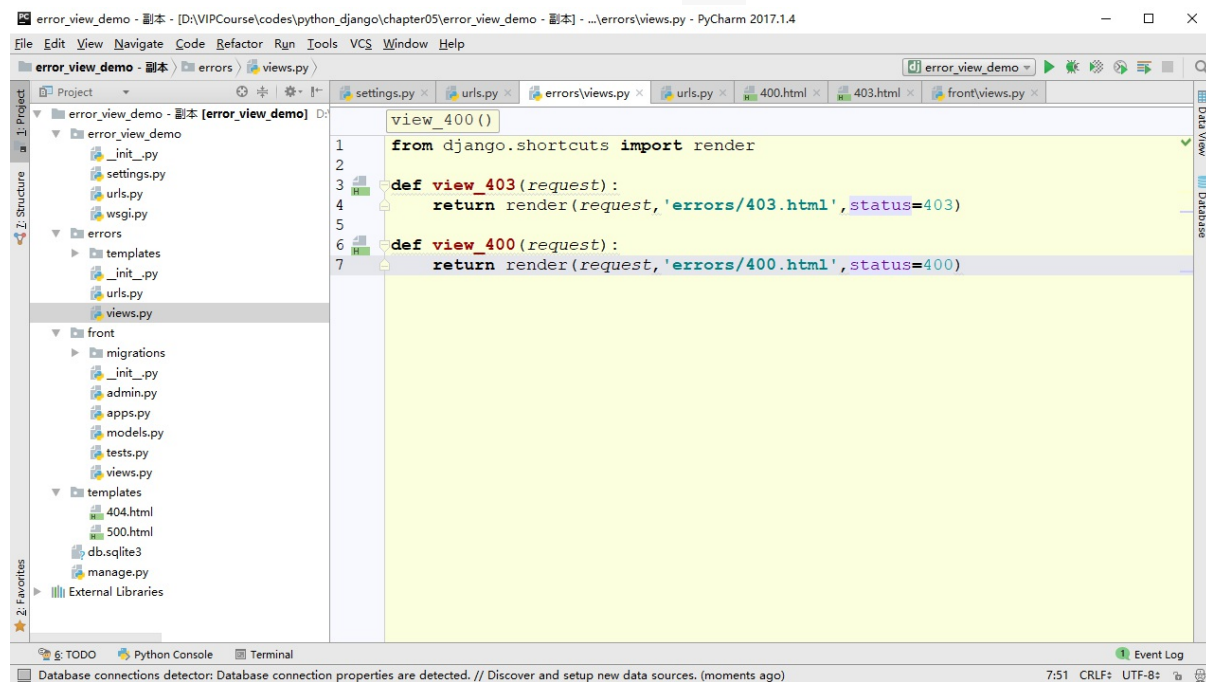 error_view_demo - 副本 - [D:\VIPCourse\codes\python_django\chapter05\error_view_demo - 副本] - ...\errors\views.py - PyCharm 2017.1.4
File Edit View Navigate Code Refactor Run Tools VCS Window Help
error_view_demo - 副本 errors views.py
error_view_demo
Project
settings.py urls.py errors\views.py urls.py 400.html 403.html front\views.py
error_view_demo - 副本 [error_view_demo] D:\
error_view_demo
__init__.py
settings.py
urls.py
wsgi.py
errors
templates
__init__.py
urls.py
views.py
front
migrations
__init__.py
admin.py
apps.py
models.py
tests.py
views.py
templates
404.html
500.html
db.sqlite3
manage.py
External Libraries
view_400()
1 from django.shortcuts import render
2
3 def view_403(request):
4 return render(request,'errors/403.html',status=403)
5
6 def view_400(request):
7 return render(request,'errors/400.html',status=400)
1: Project
7: Structure
2: Favorites
Data View
Database
6: TODO Python Console Terminal
1 Event Log
Database connections detector: Database connection properties are detected. // Discover and setup new data sources. (moments ago)
7:51 CRLF÷ UTF-8÷